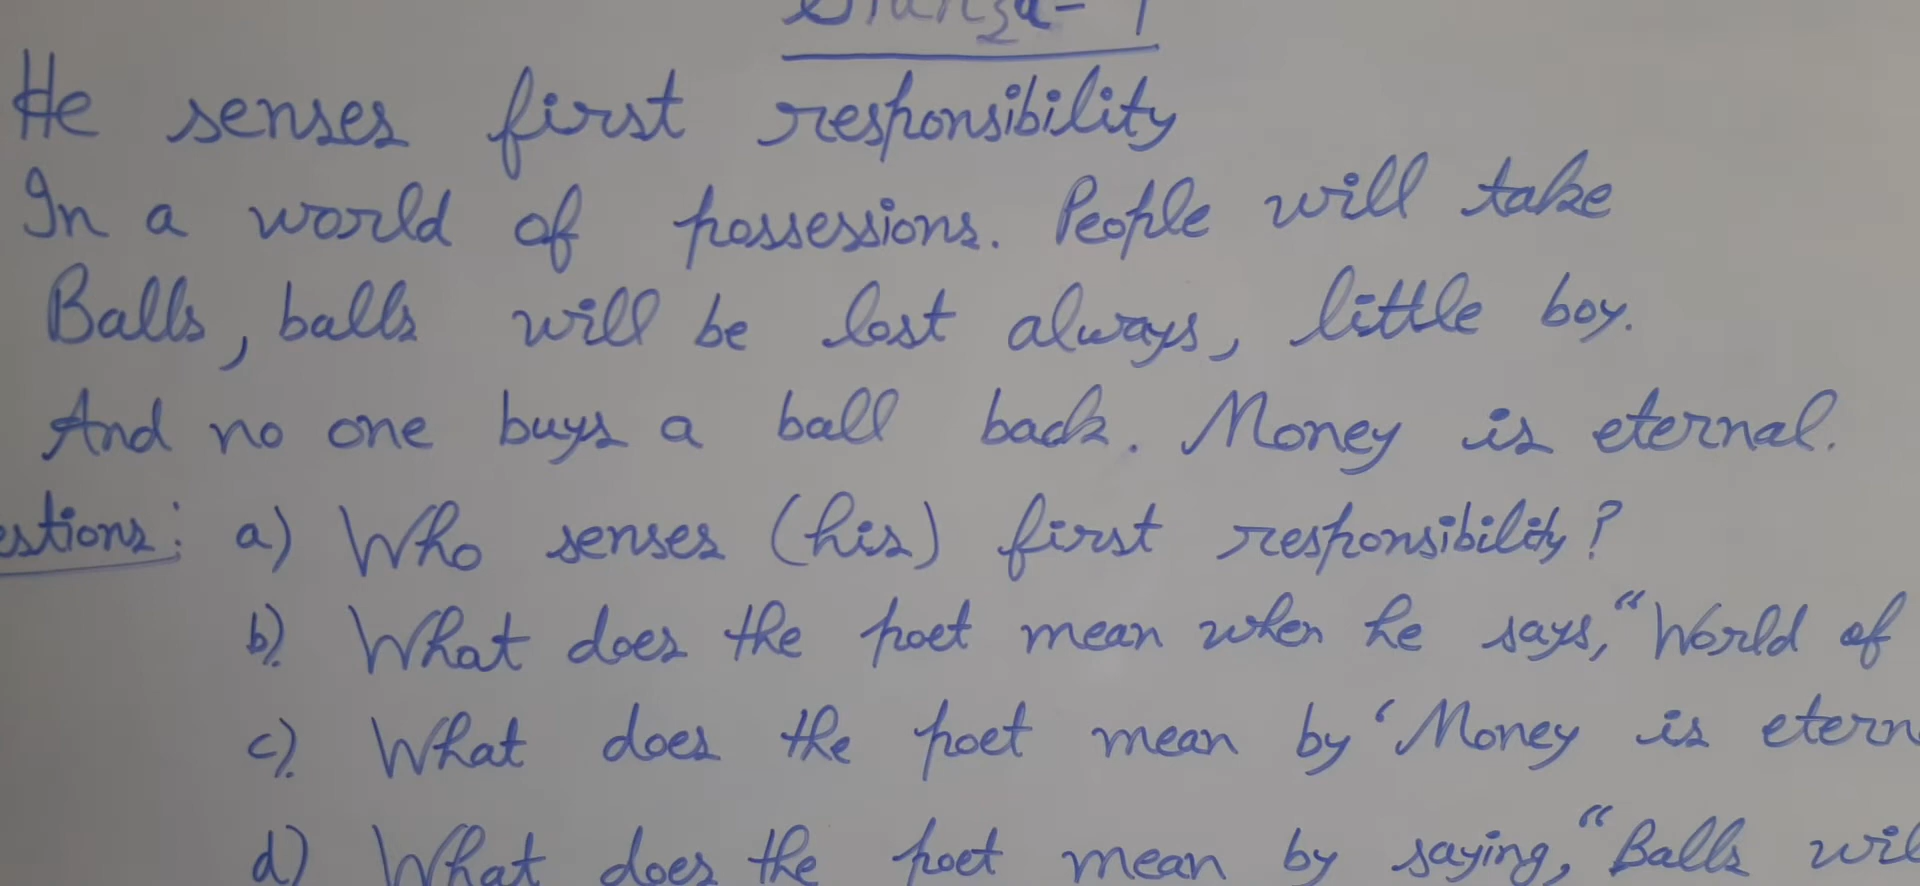 Stanza - 1
He senses first responsibility
In a world of possessions. People will take
Balls, balls will be lost always, little boy.
And no one buys a ball back. Money is eternal.
estions: a) Who senses (his) first responsibility?
b). What does the poet mean when he says, "World of
c). What does the poet mean by 'Money is etern
d) What does the poet mean by saying, "Balls wil